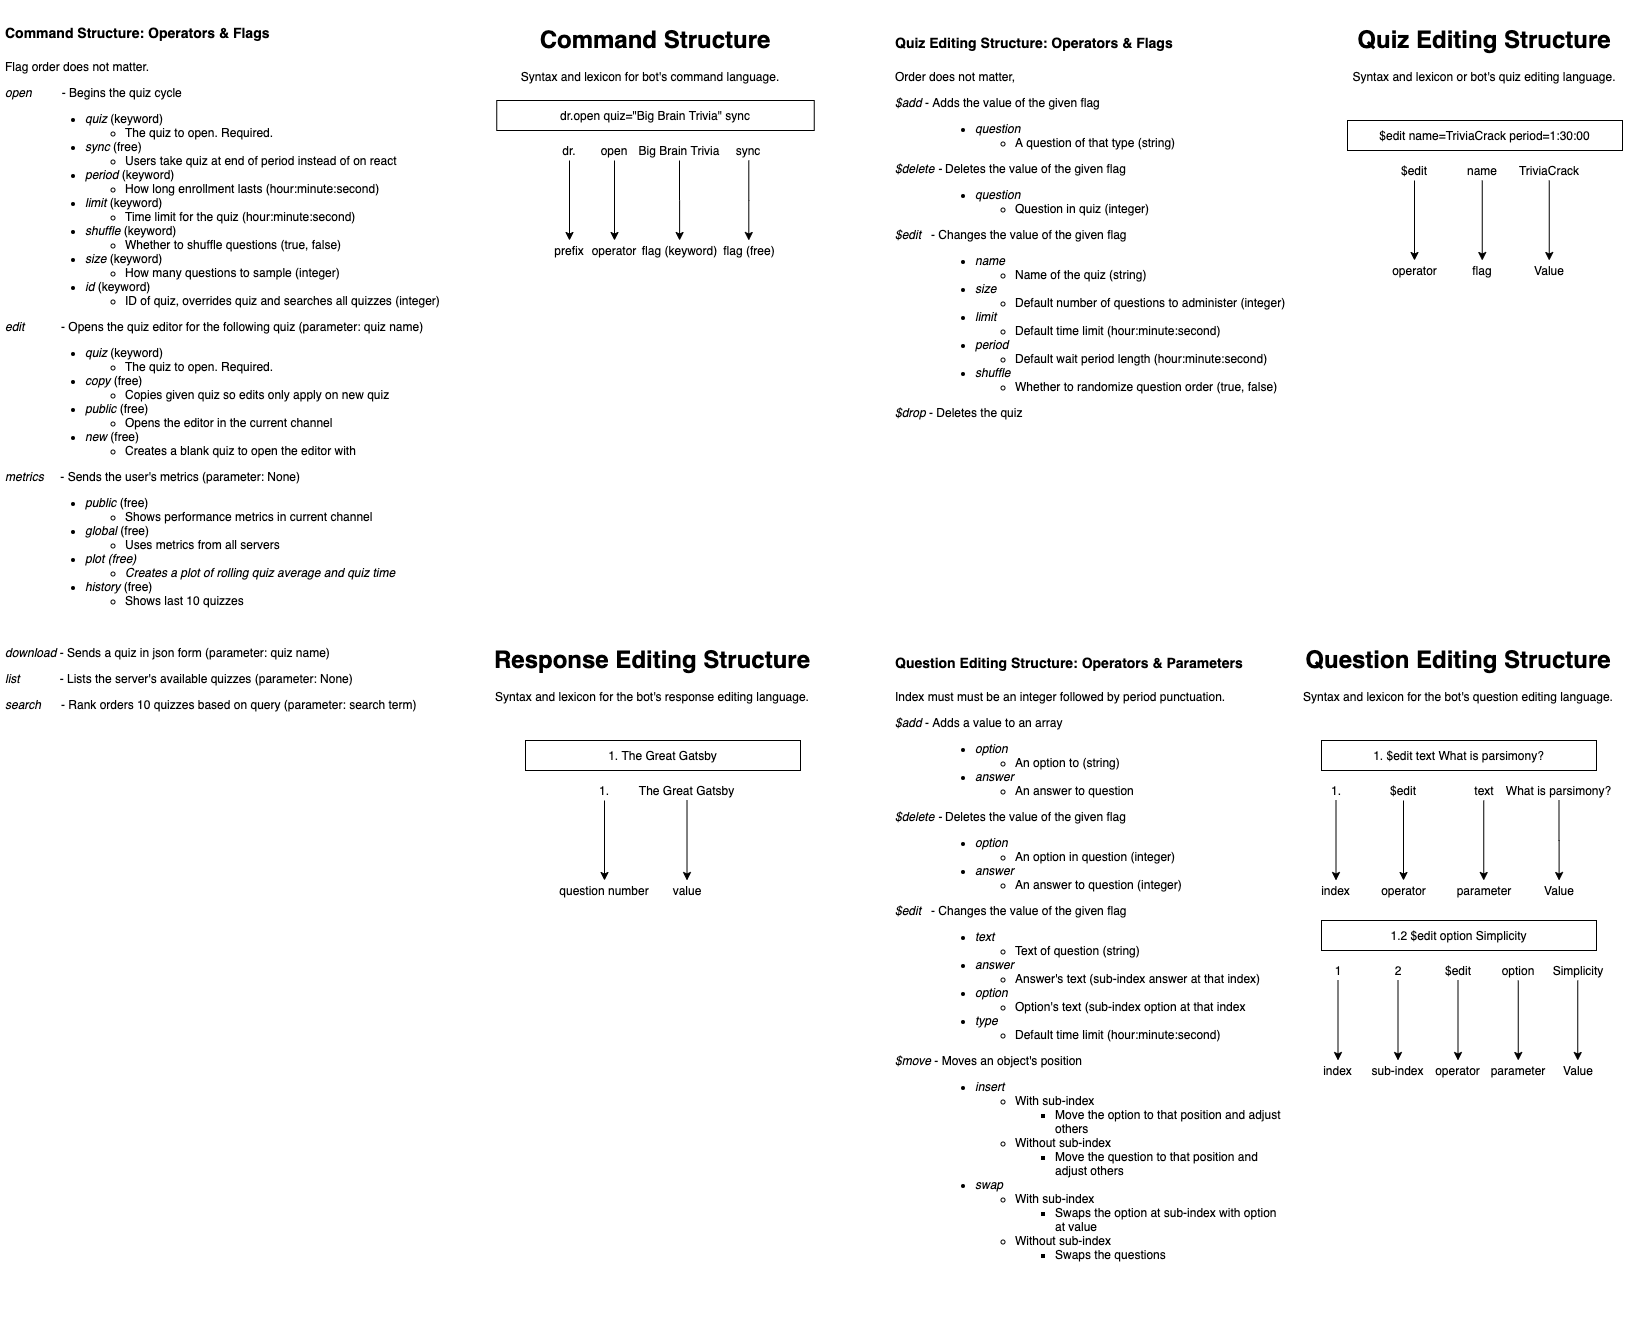 Command Structure: Operators & Flags
Flag order does not matter.
open - Begins the quiz cycle
quiz (keyword)
The quiz to open. Required.
sync (free)
Users take quiz at end of period instead of on react
period (keyword)
How long enrollment lasts (hour:minute:second)
limit (keyword)
Time limit for the quiz (hour:minute:second)
shuffle (keyword)
Whether to shuffle questions (true, false)
size (keyword)
How many questions to sample (integer)
id (keyword)
ID of quiz, overrides quiz and searches all quizzes (integer)
edit - Opens the quiz editor for the following quiz (parameter: quiz name)
quiz (keyword)
The quiz to open. Required.
copy (free)
Copies given quiz so edits only apply on new quiz
public (free)
Opens the editor in the current channel
new (free)
Creates a blank quiz to open the editor with
metrics - Sends the user's metrics (parameter: None)
public (free)
Shows performance metrics in current channel
global (free)
Uses metrics from all servers
plot (free)
Creates a plot of rolling quiz average and quiz time
history (free)
Shows last 10 quizzes
download - Sends a quiz in json form (parameter: quiz name)
list - Lists the server's available quizzes (parameter: None)
search - Rank orders 10 quizzes based on query (parameter: search term)
Command Structure
Syntax and lexicon for bot's command language.
dr.open quiz="Big Brain Trivia" sync
dr. open Big Brain Trivia sync
prefix operator flag (keyword) flag (free)
Response Editing Structure
Syntax and lexicon for the bot's response editing language.
1. The Great Gatsby
1. The Great Gatsby
question number value
Quiz Editing Structure: Operators & Flags
Order does not matter,
$add - Adds the value of the given flag
question
A question of that type (string)
$delete - Deletes the value of the given flag
question
Question in quiz (integer)
$edit - Changes the value of the given flag
name
Name of the quiz (string)
size
Default number of questions to administer (integer)
limit
Default time limit (hour:minute:second)
period
Default wait period length (hour:minute:second)
shuffle
Whether to randomize question order (true, false)
$drop - Deletes the quiz
Quiz Editing Structure
Syntax and lexicon or bot's quiz editing language.
$edit name=TriviaCrack period=1:30:00
$edit name TriviaCrack
operator flag Value
Question Editing Structure: Operators & Parameters
Index must must be an integer followed by period punctuation.
$add - Adds a value to an array
option
An option to (string)
answer
An answer to question
$delete - Deletes the value of the given flag
option
An option in question (integer)
answer
An answer to question (integer)
$edit - Changes the value of the given flag
text
Text of question (string)
answer
Answer's text (sub-index answer at that index)
option
Option's text (sub-index option at that index
type
Default time limit (hour:minute:second)
$move - Moves an object's position
insert
With sub-index
Move the option to that position and adjust
others
Without sub-index
Move the question to that position and
adjust others
swap
With sub-index
Swaps the option at sub-index with option
at value
Without sub-index
Swaps the questions
Question Editing Structure
Syntax and lexicon for the bot's question editing language.
1. $edit text What is parsimony?
1. $edit text What is parsimony?
index operator parameter Value
1.2 $edit option Simplicity
1 2 $edit option Simplicity
index sub-index operator parameter Value